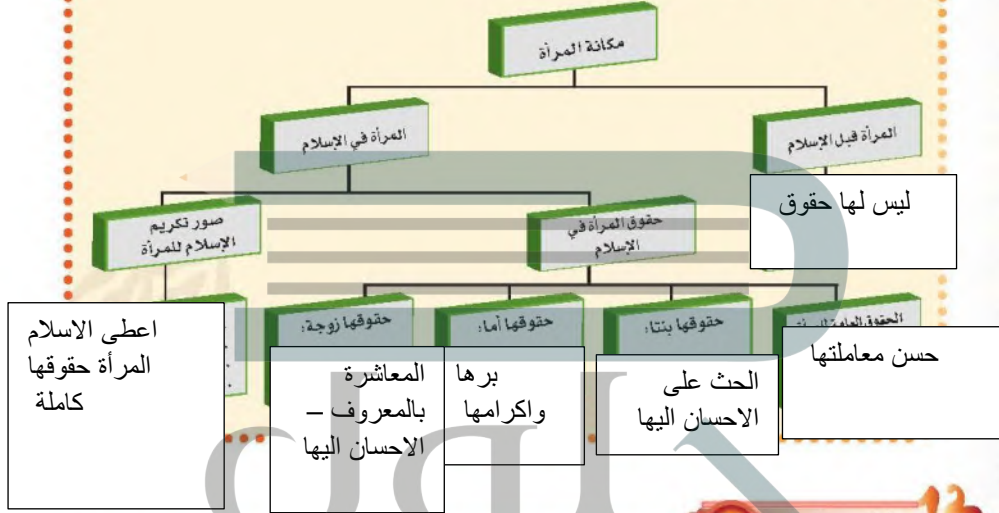 مكانة المرأة
المرأة قبل الإسلام
المرأة في الإسلام
ليس لها حقوق
حقوق المرأة في
الإسلام
صور تكريم
الإسلام للمرأة
الحقوق العامة
حقوقها بنتا:
حقوقها أما:
حقوقها زوجة:
حسن معاملتها
الحث على
الاحسان اليها
برها
واكرامها
المعاشرة
بالمعروف –
الاحسان اليها
اعطى الاسلام
المرأة حقوقها
كاملة